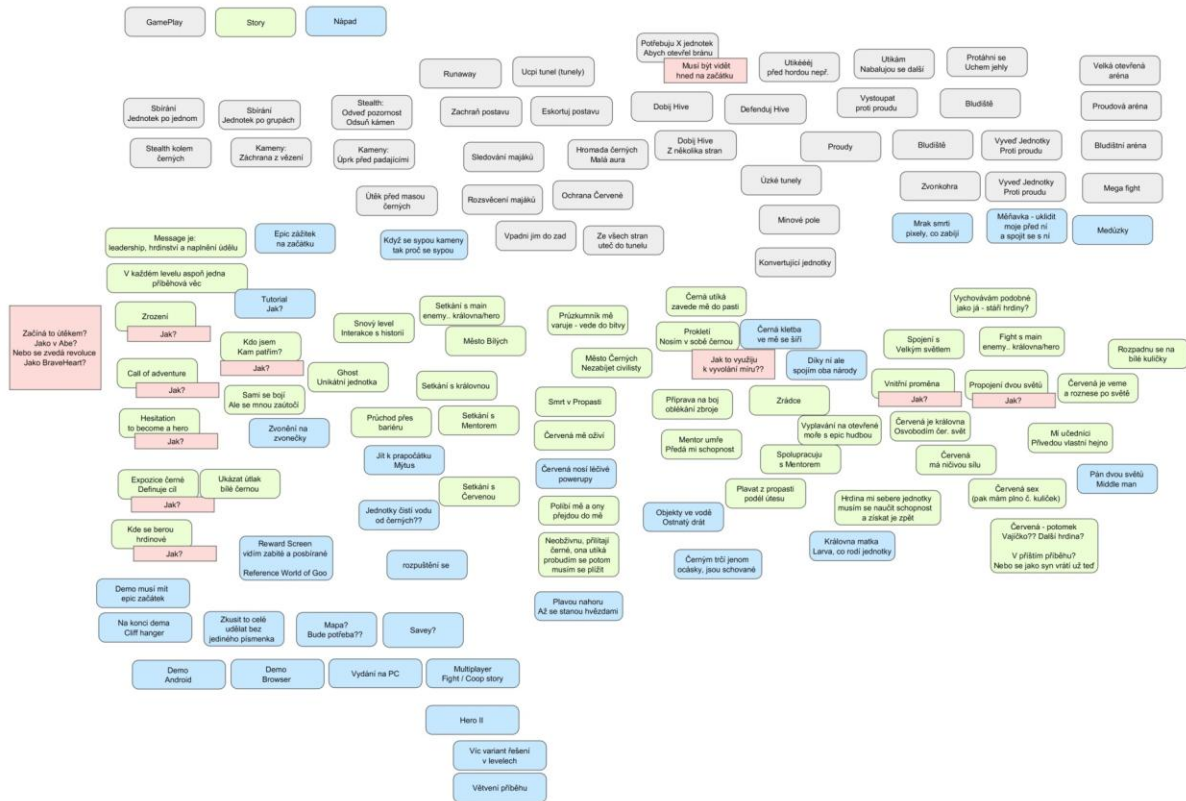 GamePlay
Story
Nápad
Potřebuju X jednotek
Abych otevřel bránu
Musí být vidět
hned na začátku
Utikéééj
před hordou nepř.
Utíkám
Nabalujou se další
Protáhni se
Uchem jehly
Velká otevřená
aréna
Runaway
Ucpi tunel (tunely)
Sbírání
Jednotek po jednom
Sbírání
Jednotek po grupách
Stealth:
Odveď pozornost
Odsuň kámen
Zachraň postavu
Eskortuj postavu
Dobij Hive
Defenduj Hive
Vystoupat
proti proudu
Bludiště
Proudová aréna
Stealth kolem
černých
Kameny:
Záchrana z vězení
Kameny:
Úprk před padajícími
Sledování majáků
Hromada černých
Malá aura
Dobij Hive
Z několika stran
Proudy
Bludiště
Vyveď Jednotky
Proti proudu
Bludištní aréna
Útěk před masou
černých
Rozsvěcení majáků
Ochrana Červené
Úzké tunely
Zvonkohra
Vyveď Jednotky
Proti proudu
Mega fight
Vpadni jim do zad
Ze všech stran
uteč do tunelu
Minové pole
Mrak smrti
pixely, co zabíjí
Měňavka - uklidit
moje před ní
a spojit se s ní
Medúzky
Konvertující jednotky
Message je:
leadership, hrdinství a naplnění údělu
Epic zážitek
na začátku
Když se sypou kameny
tak proč se sypou
V každém levelu aspoň jedna
příběhová věc
Tutorial
Jak?
Začíná to útěkem?
Jako v Abe?
Nebo se zvedá revoluce
Jako BraveHeart?
Zrození
Jak?
Kdo jsem
Kam patřím?
Jak?
Snový level
Interakce s historií
Setkání s main
enemy.. královna/hero
Město Bílých
Průzkumník mě
varuje - vede do bitvy
Černá utíká
zavede mě do pasti
Prokletí
Nosím v sobě černou
Jak to využiju
k vyvolání míru??
Černá kletba
ve mě se šíří
Díky ní ale
spojím oba národy
Vychovávám podobné
jako já - stáří hrdiny?
Spojení s
Velkým světlem
Fight s main
enemy.. královna/hero
Rozpadnu se na
bílé kuličky
Call of adventure
Jak?
Ghost
Unikátní jednotka
Setkání s královnou
Město Černých
Nezabíjet civilisty
Vnitřní proměna
Jak?
Propojení dvou světů
Jak?
Červená je veme
a roznese po světě
Hesitation
to become a hero
Jak?
Sami se bojí
Ale se mnou zaútočí
Zvonění na
zvonečky
Průchod přes
bariéru
Setkání s
Mentorem
Smrt v Propasti
Příprava na boj
oblékání zbroje
Zrádce
Mentor umře
Předá mi schopnost
Vyplavání na otevřené
moře s epic hudbou
Červená je královna
Osvobodím čer. svět
Mí učedníci
Přivedou vlastní hejno
Jít k prapočátku
Mýtus
Červená mě oživí
Spolupracuju
s Mentorem
Červená
má ničivou sílu
Expozice černé
Definuje cíl
Jak?
Ukázat útlak
bílé černou
Setkání s
Červenou
Červená nosí léčivé
powerupy
Plavat z propasti
podél útesu
Hrdina mi sebere jednotky
musím se naučit schopnost
a získat je zpět
Červená sex
(pak mám plno č. kuliček)
Pán dvou světů
Middle man
Kde se berou
hrdinové
Jak?
Jednotky čistí vodu
od černých??
Políbí mě a ony
přejdou do mě
Objekty ve vodě
Ostnatý drát
Královna matka
Larva, co rodí jednotky
Červená - potomek
Vajíčko?? Další hrdina?
V příštím příběhu?
Nebo se jako syn vrátí už teď
Reward Screen
vidím zabité a posbírané
Reference World of Goo
rozpuštění se
Neobživnu, přilítají
černé, ona utíká
probudím se potom
musím se plížit
Černým trčí jenom
ocásky, jsou schované
Demo musí mít
epic začátek
Plavou nahoru
Až se stanou hvězdami
Na konci dema
Cliff hanger
Zkusit to celé
udělat bez
jediného písmenka
Mapa?
Bude potřeba??
Savey?
Demo
Android
Demo
Browser
Vydání na PC
Multiplayer
Fight / Coop story
Hero II
Víc variant řešení
v levelech
Větvení příběhu